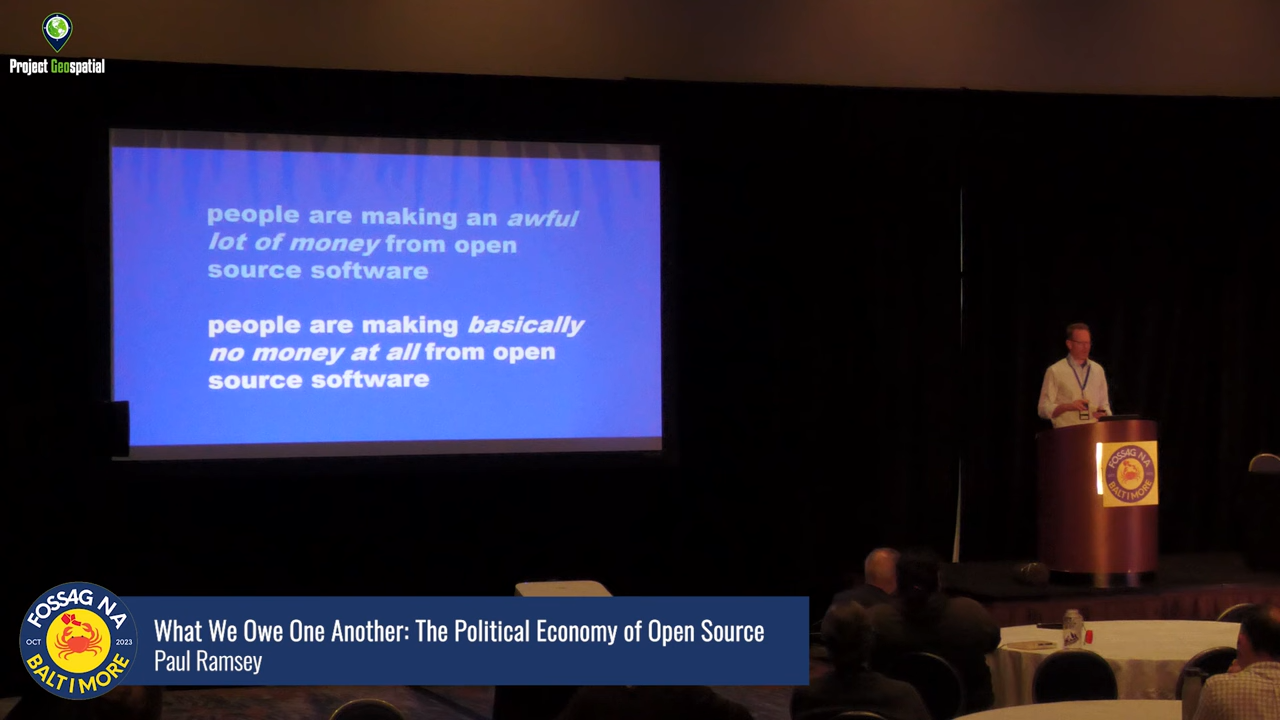 Project Geospatial
people are making an awful
lot of money from open
source software
people are making basically
no money at all from open
source software
FOSS4G NA
BALTIMORE
FOSS4G NA
OCT 2023
BALTIMORE
What We Owe One Another: The Political Economy of Open Source
Paul Ramsey